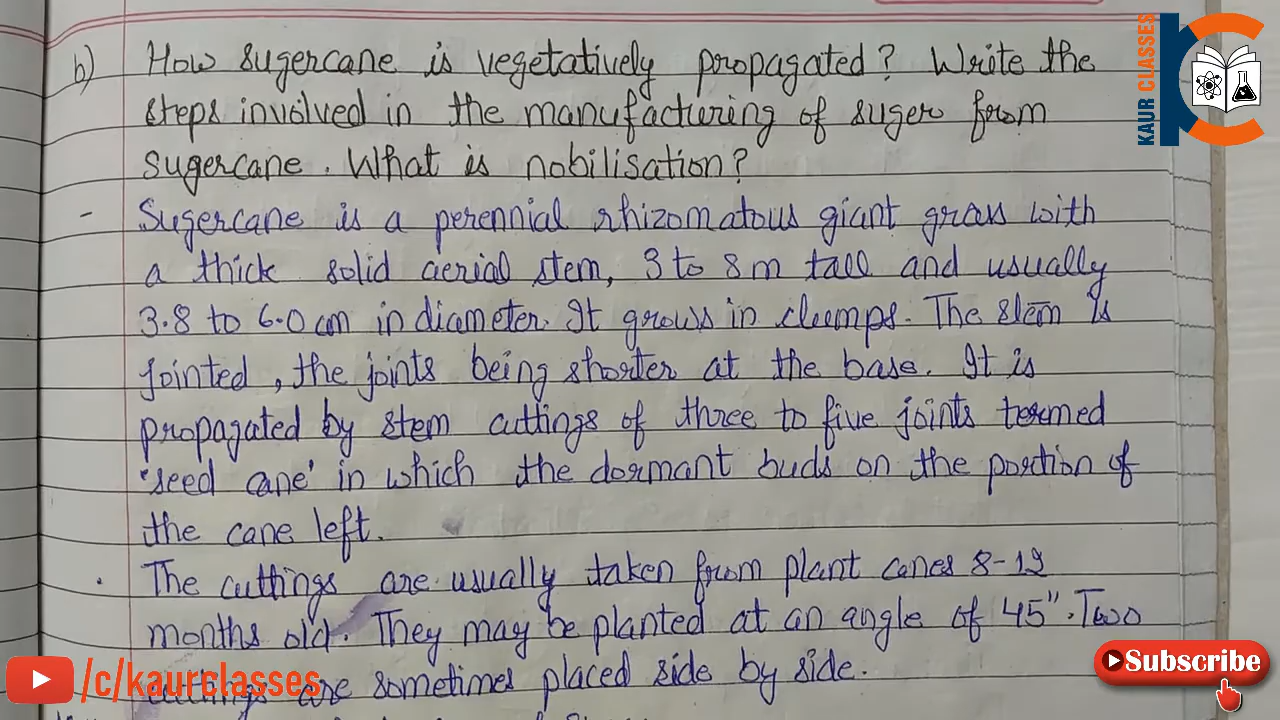 b) How sugercane is vegetatively propagated? Write the
steps involved in the manufacturing of suger from
sugercane. What is nobilisation?
- Sugercane is a perennial rhizomatous giant grass with
a thick solid aerial stem, 3 to 8m tall and usually
3.8 to 6.0 cm in diameter. It grows in clumps. The stem is
jointed, the joints being shorter at the base. It is
propagated by stem cuttings of three to five joints termed
'seed cane' in which the dormant buds on the portion of
the cane left.
. The cuttings are usually taken from plant canes 8-12
months old. They may be planted at an angle of 45". Two
cuttings are sometimes placed side by side.
KAUR CLASSES
/c/kaurclasses
Subscribe